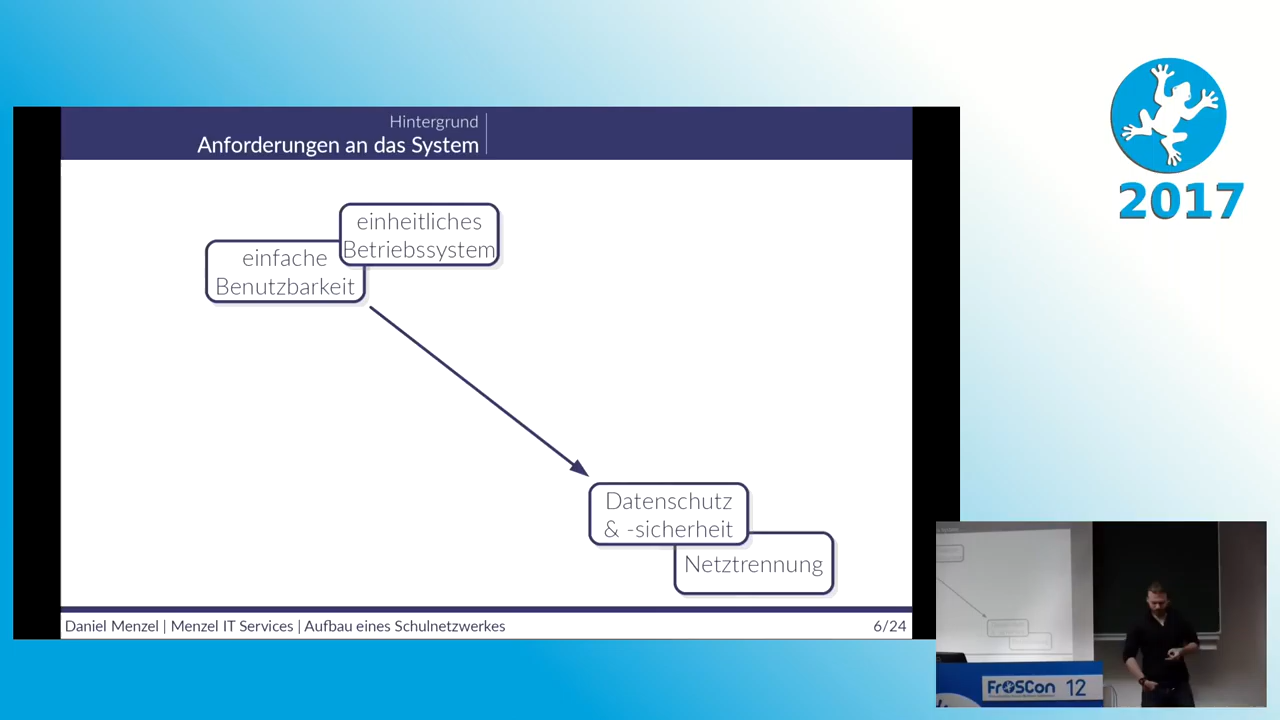 Hintergrund
Anforderungen an das System
einheitliches
Betriebssystem
einfache
Benutzbarkeit
Datenschutz
& -sicherheit
Netztrennung
Daniel Menzel | Menzel IT Services | Aufbau eines Schulnetzwerkes
6/24
2017
FrOSCon 12